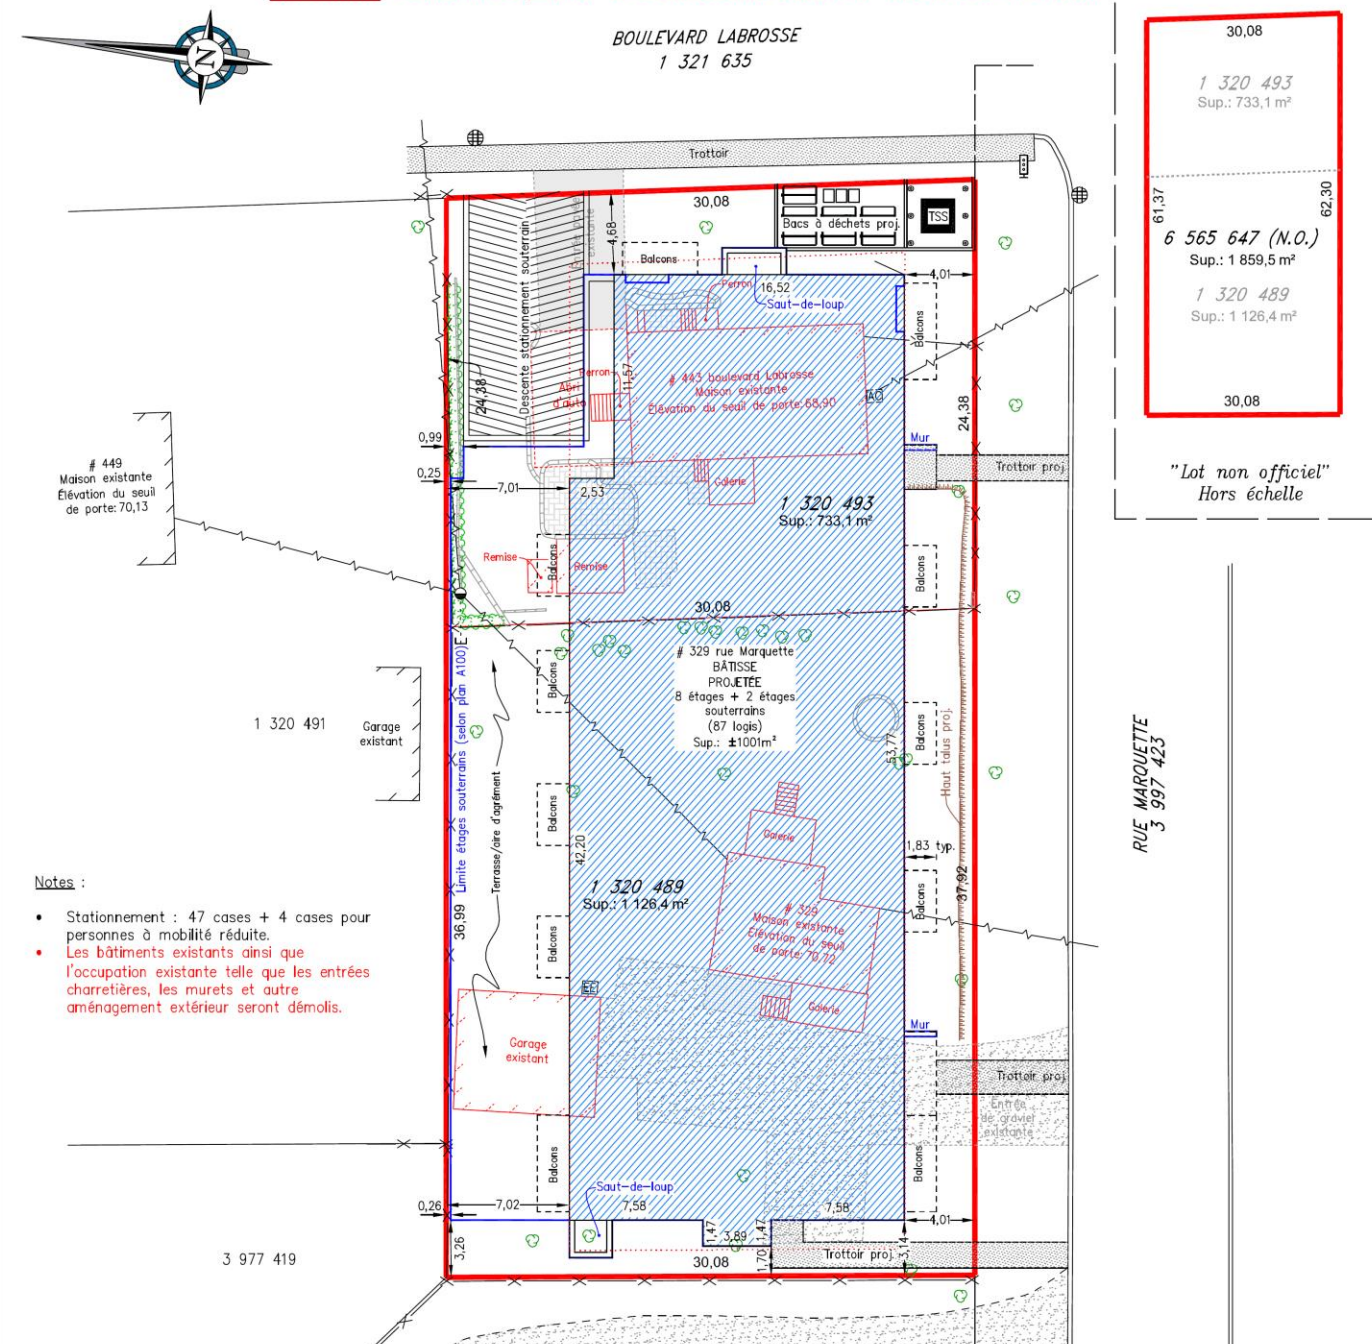 BOULEVARD LABROSSE
1 321 635
N
Trottoir
30,08
4,68
Bacs à déchets proj.
TSS
Balcons
16,52
4,01
Perron
Saut-de-loup
Balcons
Descente stationnement souterrain
existante
24,38
Perron
Abri
d'auto
11,57
# 443 boulevard Labrosse
Maison existante
Élévation du seuil de porte: 68,90
AO
24,38
0,99
0,25
7,01
2,53
Galerie
Mur
Trottoir proj.
1 320 493
Sup.: 733,1 m²
# 449
Maison existante
Élévation du seuil
de porte: 70,13
Remise
Balcons
Remise
Balcons
30,08
# 329 rue Marquette
BÂTISSE
PROJETÉE
8 étages + 2 étages
souterrains
(87 logis)
Sup.: ±1001m²
Balcons
Balcons
53,77
Haut talus proj.
1 320 491
Garage
existant
Limite étages souterrains (selon plan A100)
36,99
Terrasse/aire d'agrément
Balcons
42,20
Galerie
1,83 typ.
37,92
Balcons
1 320 489
Sup.: 1 126,4 m²
# 329
Maison existante
Élévation du seuil
de porte: 70,72
Balcons
EE
Galerie
Garage
existant
Mur
Trottoir proj.
Entrée
de gravier
existante
Balcons
Balcons
Saut-de-loup
0,26
7,02
7,58
7,58
4,01
3,26
1,47
3,89
1,47
1,70
3,14
Trottoir proj.
30,08
3 977 419
RUE MARQUETTE
3 997 423
Notes :
• Stationnement : 47 cases + 4 cases pour
personnes à mobilité réduite.
• Les bâtiments existants ainsi que
l'occupation existante telle que les entrées
charretières, les murets et autre
aménagement extérieur seront démolis.
30,08
1 320 493
Sup.: 733,1 m²
61,37
62,30
6 565 647 (N.O.)
Sup.: 1 859,5 m²
1 320 489
Sup.: 1 126,4 m²
30,08
"Lot non officiel"
Hors échelle